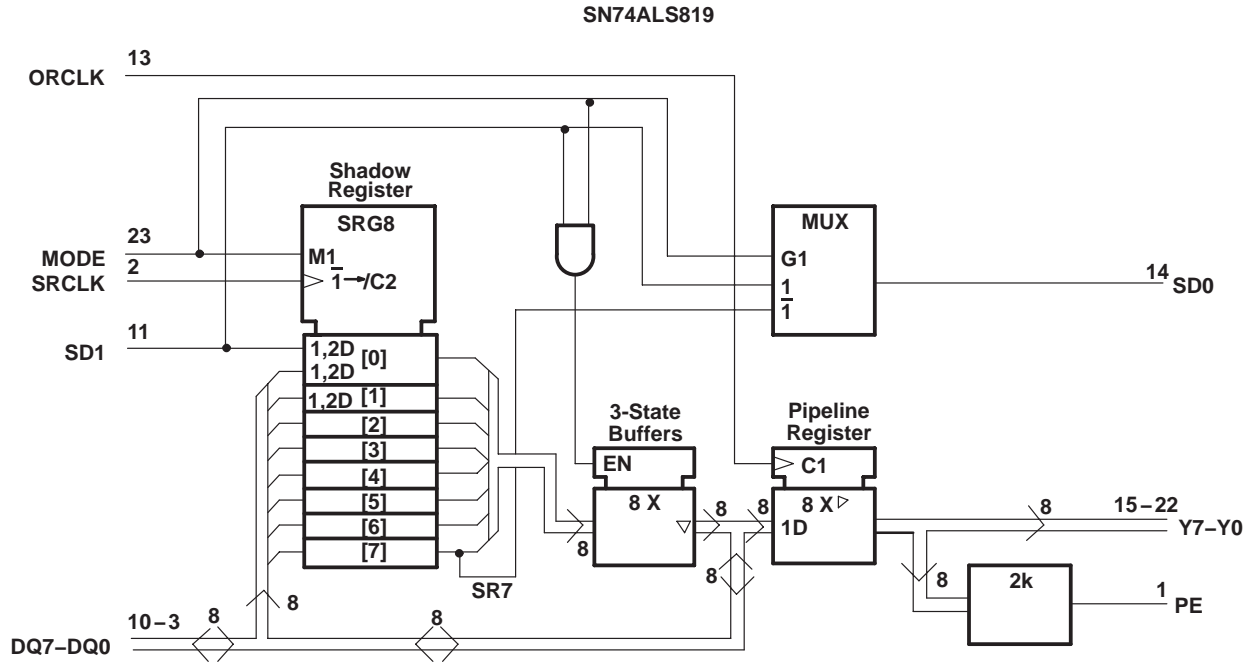 SN74ALS819
13
ORCLK
Shadow
Register
SRG8
MUX
23
MODE
M1
G1
2
SRCLK
1
→/C2
14
SD0
1
1
11
SD1
1,2D
[0]
1,2D
1,2D
[1]
[2]
[3]
[4]
[5]
[6]
[7]
3-State
Buffers
Pipeline
Register
EN
C1
8 X
8 X
8
8
1D
8
8
8
15–22
Y7–Y0
SR7
8
2k
1
PE
8
10–3
8
8
DQ7–DQ0